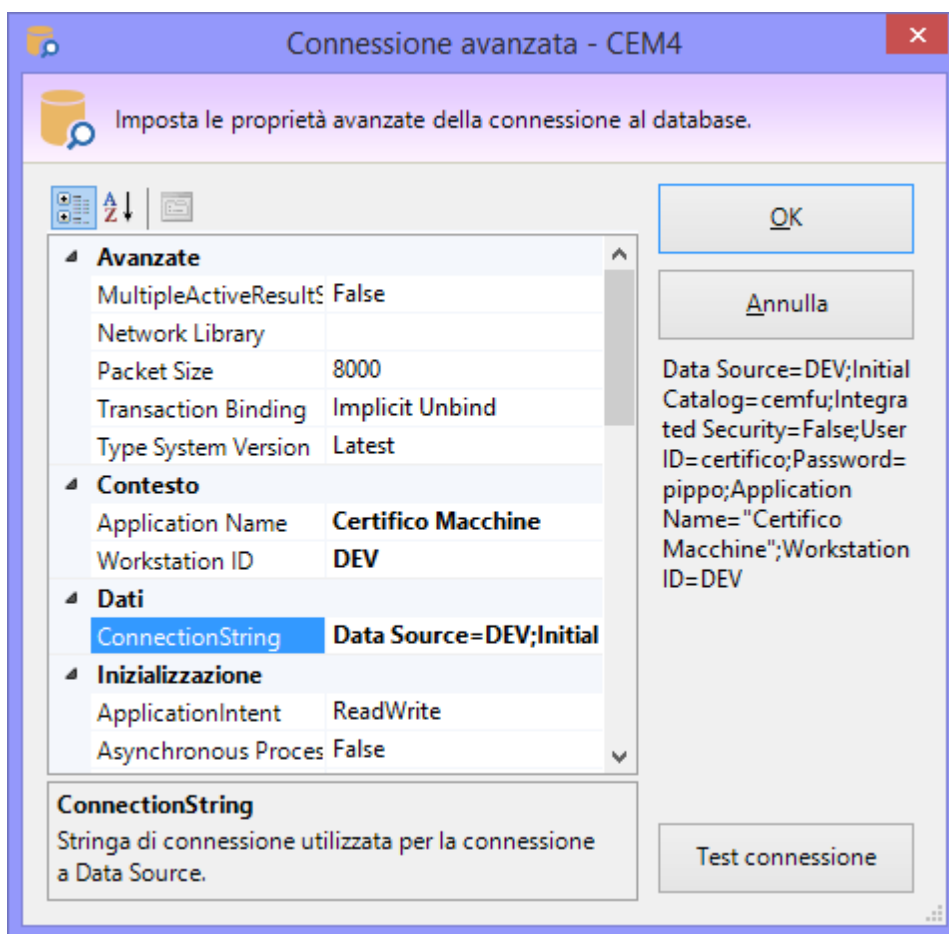 Connessione avanzata - CEM4
Imposta le proprietà avanzate della connessione al database.
OK
Annulla
Avanzate
MultipleActiveResultS False
Network Library
Packet Size 8000
Transaction Binding Implicit Unbind
Type System Version Latest
Contesto
Application Name Certifico Macchine
Workstation ID DEV
Dati
ConnectionString Data Source=DEV;Initial
Inizializzazione
ApplicationIntent ReadWrite
Asynchronous Proces False
Data Source=DEV;Initial
Catalog=cemfu;Integra
ted Security=False;User
ID=certifico;Password=
pippo;Application
Name="Certifico
Macchine";Workstation
ID=DEV
ConnectionString
Stringa di connessione utilizzata per la connessione
a Data Source.
Test connessione